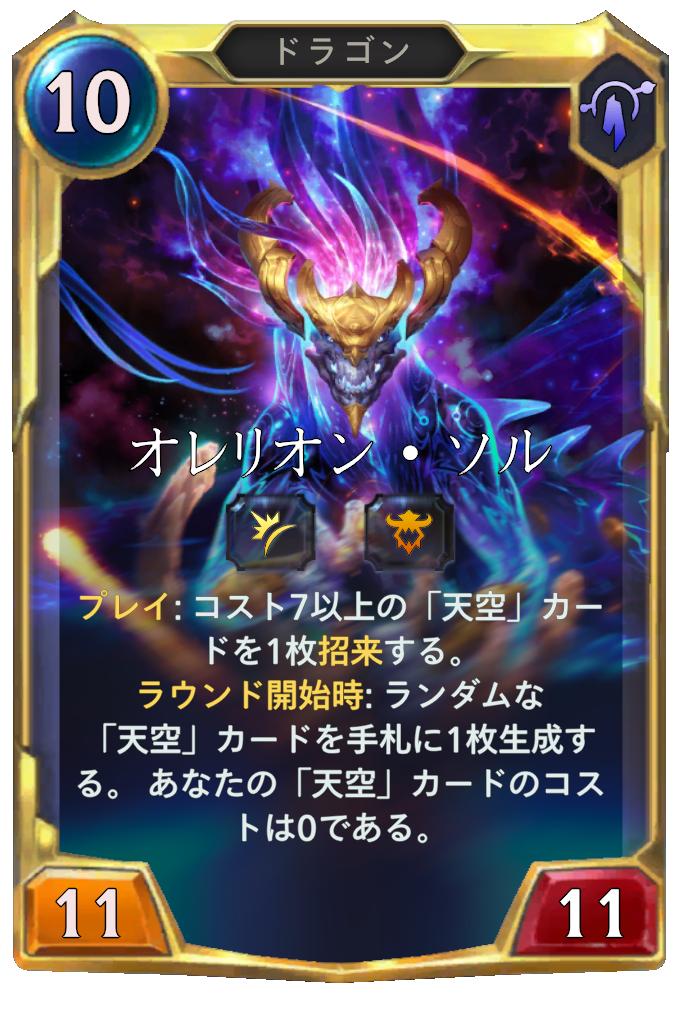 ドラゴン
10
オレリオン・ソル
プレイ: コスト7以上の「天空」カー
ドを1枚招来する。
ラウンド開始時: ランダムな
「天空」カードを手札に1枚生成す
る。 あなたの「天空」カードのコス
トは0である。
11
11